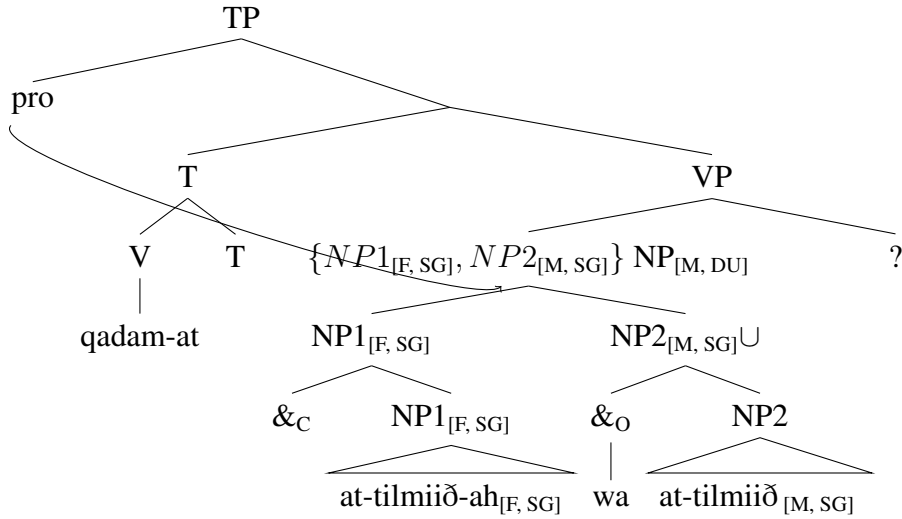 TP
pro
T VP
V T {NP1[F, SG], NP2[M, SG]} NP[M, DU] ?
qadam-at NP1[F, SG] NP2[M, SG]∪
&C NP1[F, SG] &O NP2
at-tilmiið-ah[F, SG] wa at-tilmiið [M, SG]